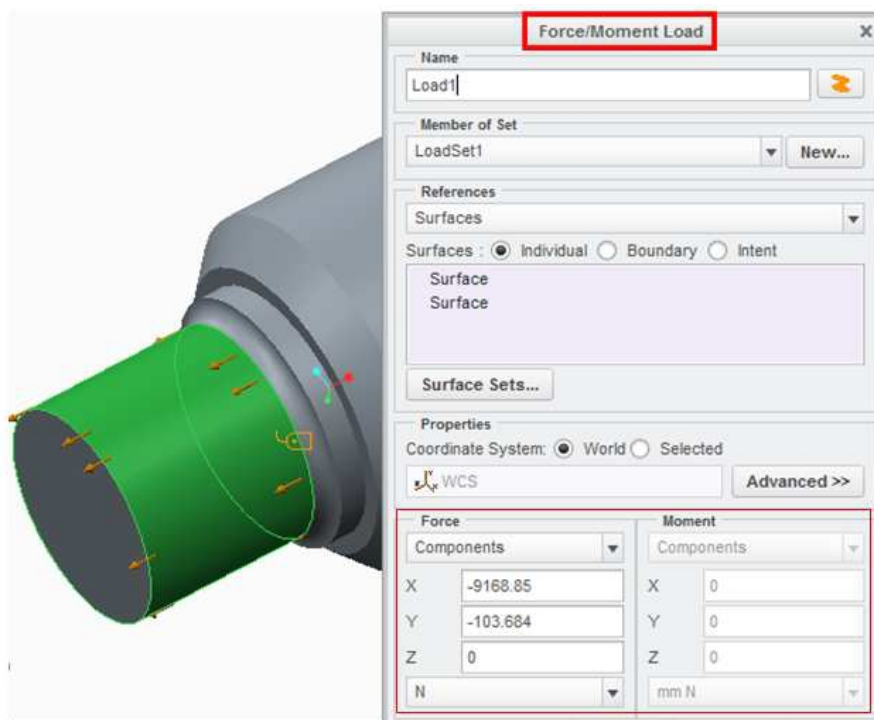 Force/Moment Load
Name
Load1
Member of Set
LoadSet1
New...
References
Surfaces
Surfaces : Individual Boundary Intent
Surface
Surface
Surface Sets...
Properties
Coordinate System: World Selected
WCS
Advanced >>
Force
Components
X -9168.85
Y -103.684
Z 0
N
Moment
Components
X 0
Y 0
Z 0
mm N